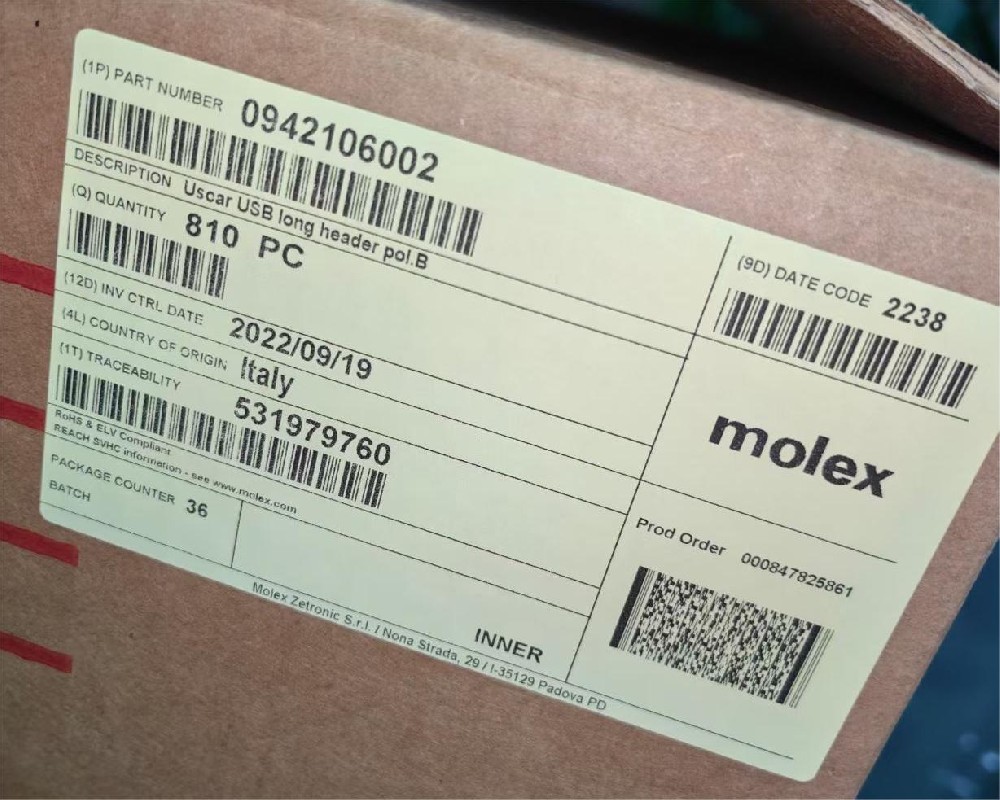 (1P) PART NUMBER 0942106002
DESCRIPTION Uscar USB long header pol.B
(Q) QUANTITY 810 PC
(12D) INV CTRL DATE 2022/09/19
(4L) COUNTRY OF ORIGIN Italy
(1T) TRACEABILITY 531979760
RoHS & ELV Compliant
REACH SVHC information - see www.molex.com
PACKAGE COUNTER 36
BATCH
INNER
Molex Zetronic S.r.l. / Nona Strada, 29 / I-35129 Padova PD
(9D) DATE CODE 2238
molex
Prod Order 000847825861